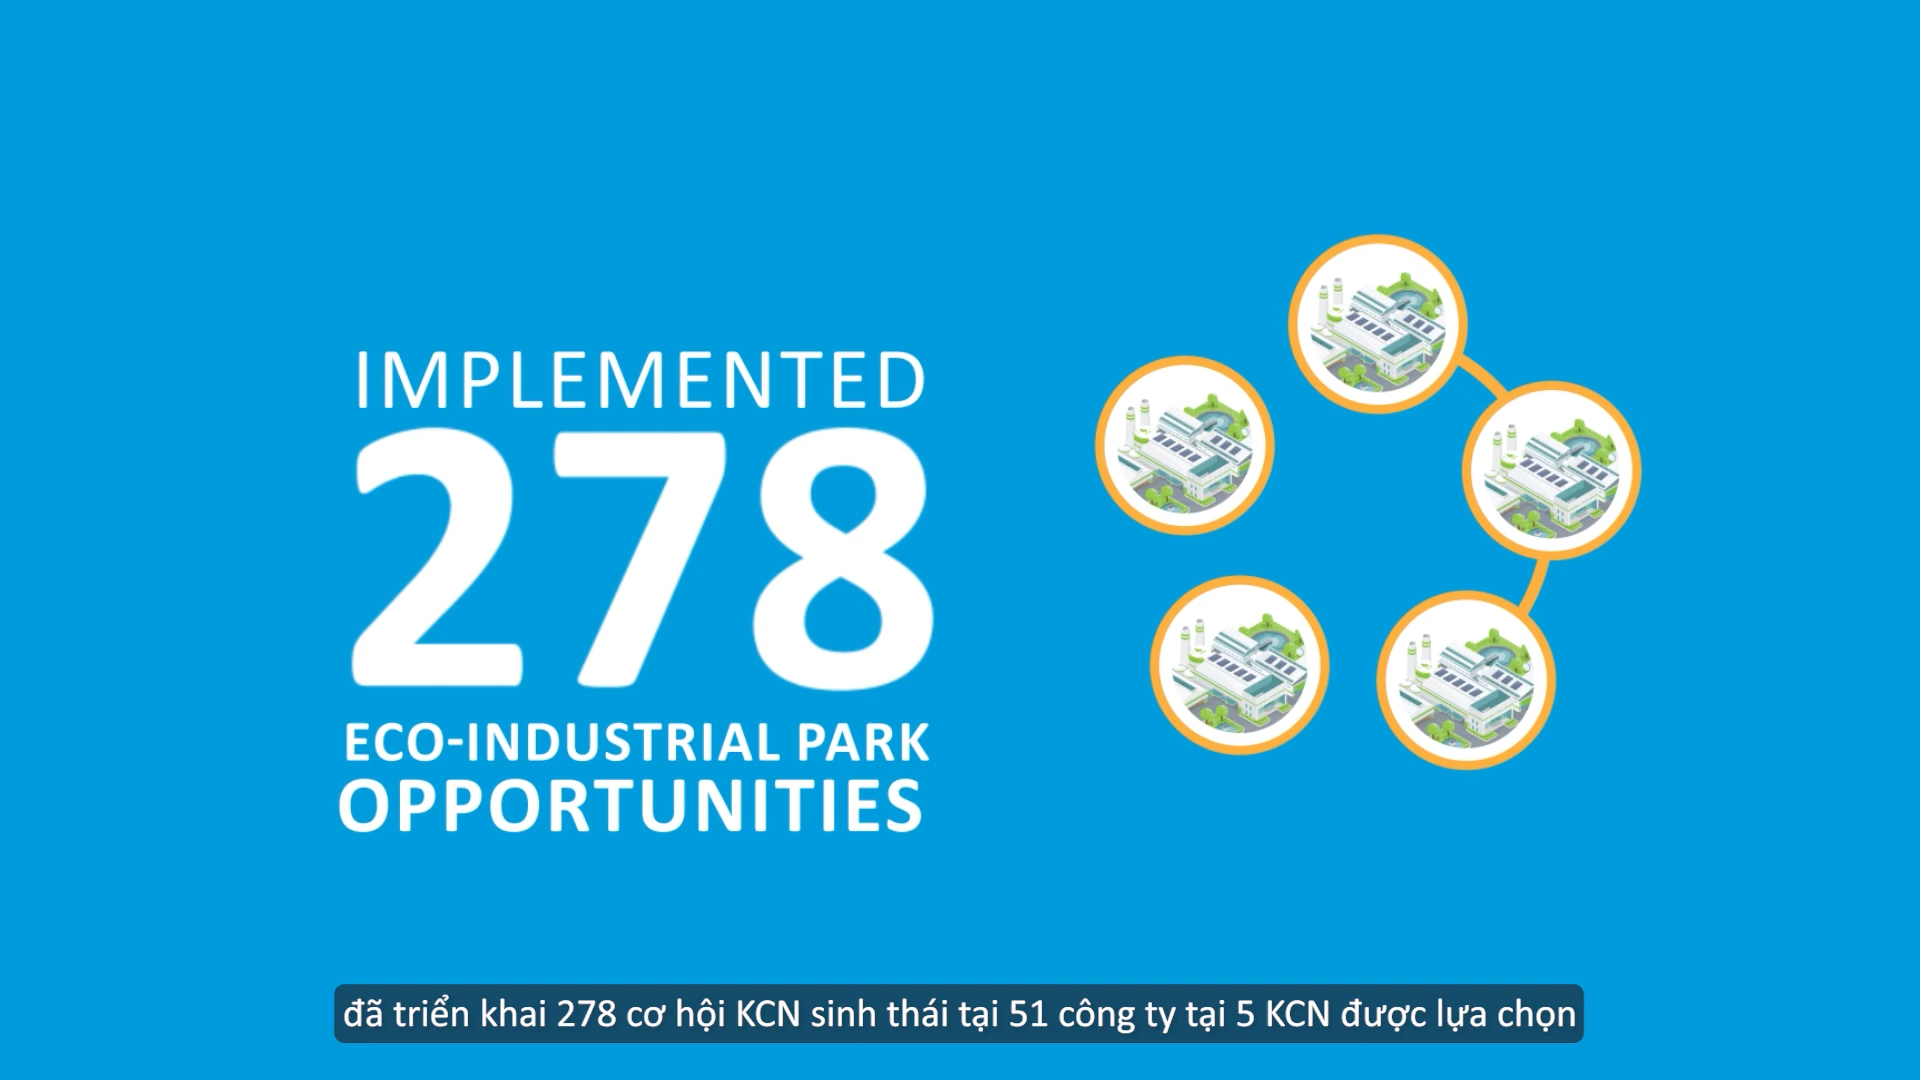 IMPLEMENTED
278
ECO-INDUSTRIAL PARK
OPPORTUNITIES
đã triển khai 278 cơ hội KCN sinh thái tại 51 công ty tại 5 KCN được lựa chọn